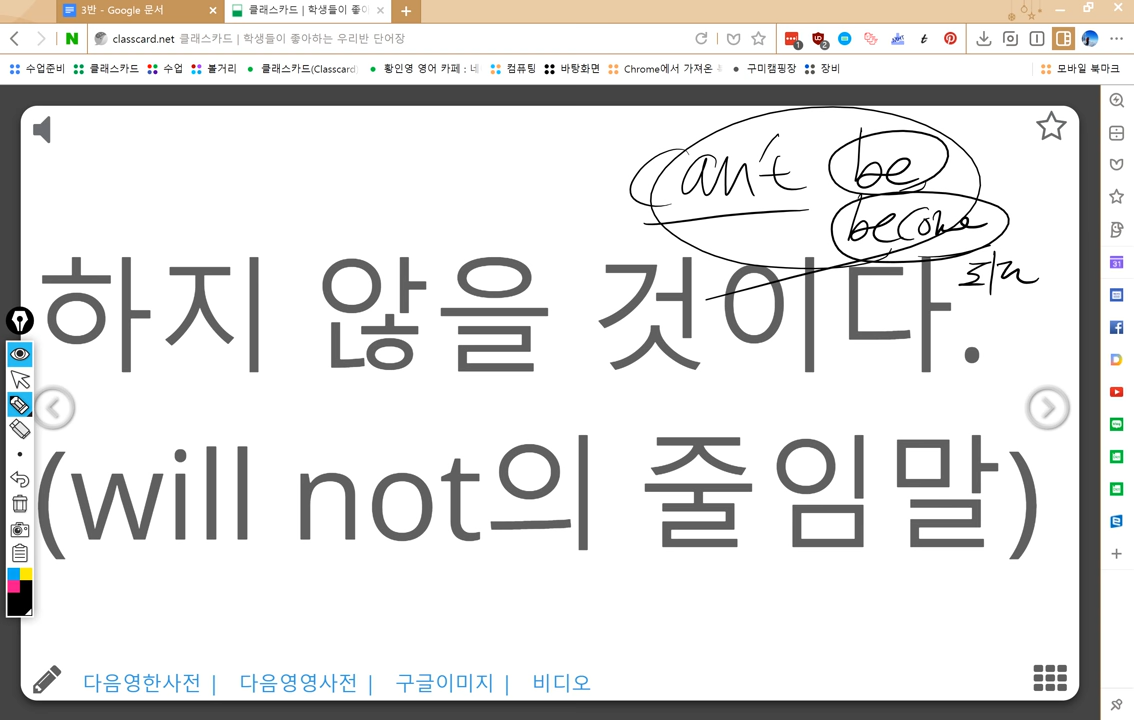 3반 - Google 문서
클래스카드 | 학생들이 좋아
classcard.net 클래스카드 | 학생들이 좋아하는 우리반 단어장
수업준비 클래스카드 수업 볼거리 클래스카드(Classcard) 황인영 영어 카페 : 네 컴퓨팅 바탕화면 Chrome에서 가져온 구미캠핑장 장비 모바일 북마크
can't be
become
되다
하지 않을 것이다.
(will not의 줄임말)
다음영한사전 | 다음영영사전 | 구글이미지 | 비디오